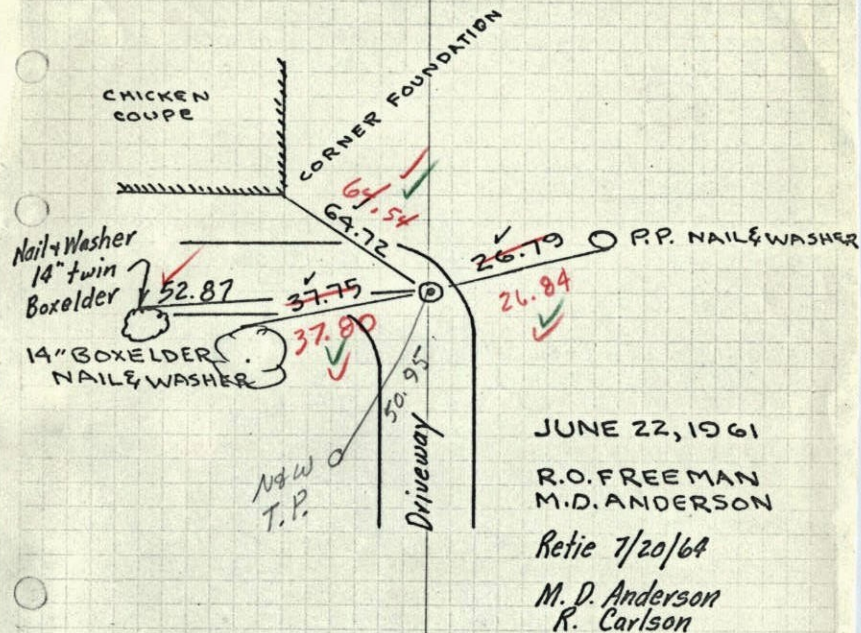 CHICKEN
COUPE
CORNER FOUNDATION
64.54
64.72
26.79
P.P. NAIL & WASHER
26.84
Nail & Washer
14" twin
Boxelder
52.87
37.75
37.80
14" BOXELDER
NAIL & WASHER
50.95
Driveway
N&W
T.P.
JUNE 22, 1961
R.O. FREEMAN
M.D. ANDERSON
Retie 7/20/64
M. D. Anderson
R. Carlson